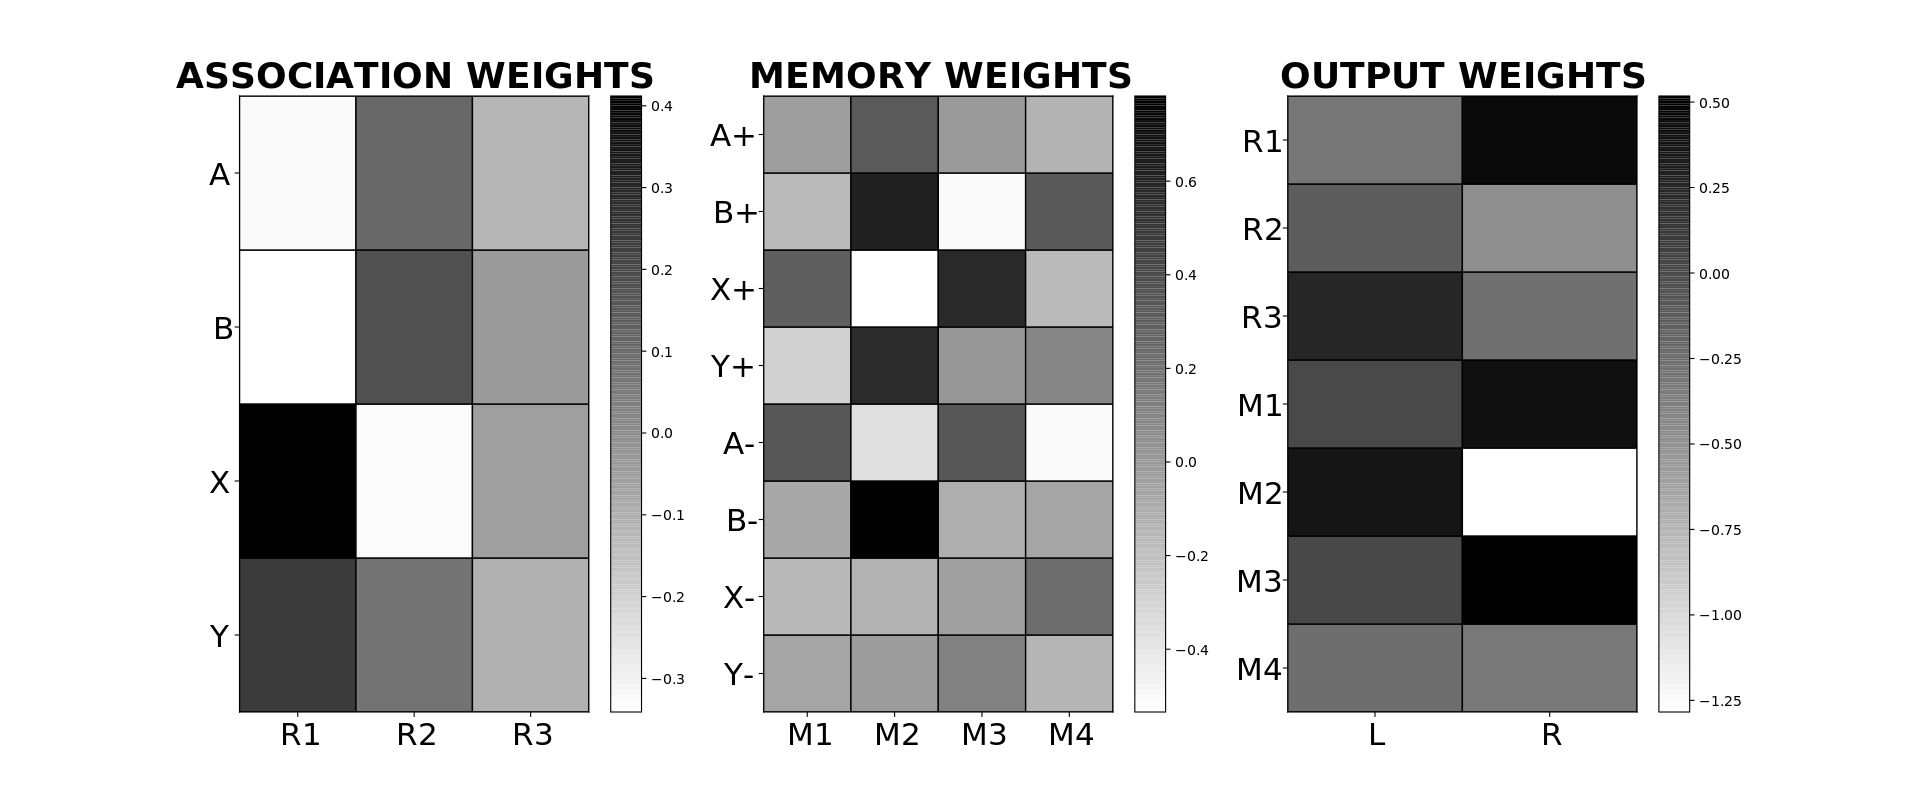 ASSOCIATION WEIGHTS
A
B
X
Y
R1 R2 R3
0.4
0.3
0.2
0.1
0.0
−0.1
−0.2
−0.3
MEMORY WEIGHTS
A+
B+
X+
Y+
A-
B-
X-
Y-
M1 M2 M3 M4
0.6
0.4
0.2
0.0
−0.2
−0.4
OUTPUT WEIGHTS
R1
R2
R3
M1
M2
M3
M4
L R
0.50
0.25
0.00
−0.25
−0.50
−0.75
−1.00
−1.25